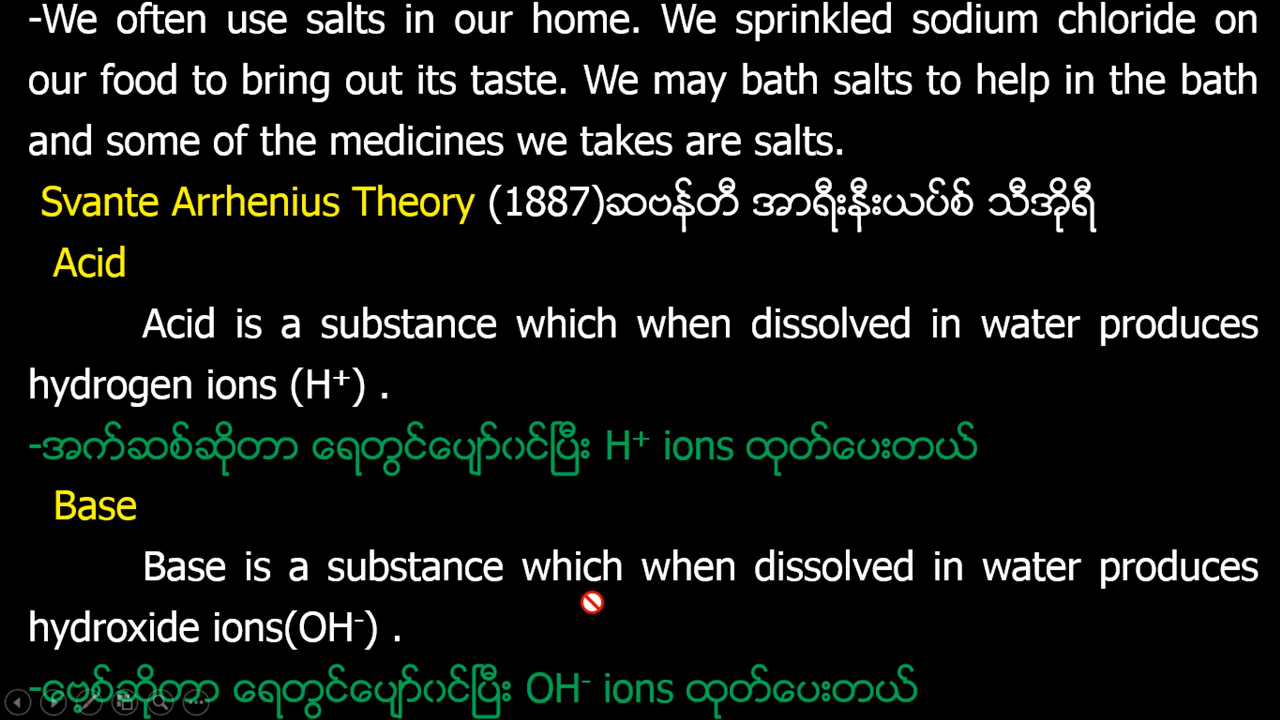 -We often use salts in our home. We sprinkled sodium chloride on
our food to bring out its taste. We may bath salts to help in the bath
and some of the medicines we takes are salts.
Svante Arrhenius Theory (1887)ဆဗန်တီ အာရီးနီးယပ်စ် သီအိုရီ
Acid
Acid is a substance which when dissolved in water produces
hydrogen ions (H⁺) .
-အက်ဆစ်ဆိုတာ ရေတွင်ပျော်ဝင်ပြီး H⁺ ions ထုတ်ပေးတယ်
Base
Base is a substance which when dissolved in water produces
hydroxide ions(OH⁻) .
-ဗေ့စ်ဆိုတာ ရေတွင်ပျော်ဝင်ပြီး OH⁻ ions ထုတ်ပေးတယ်